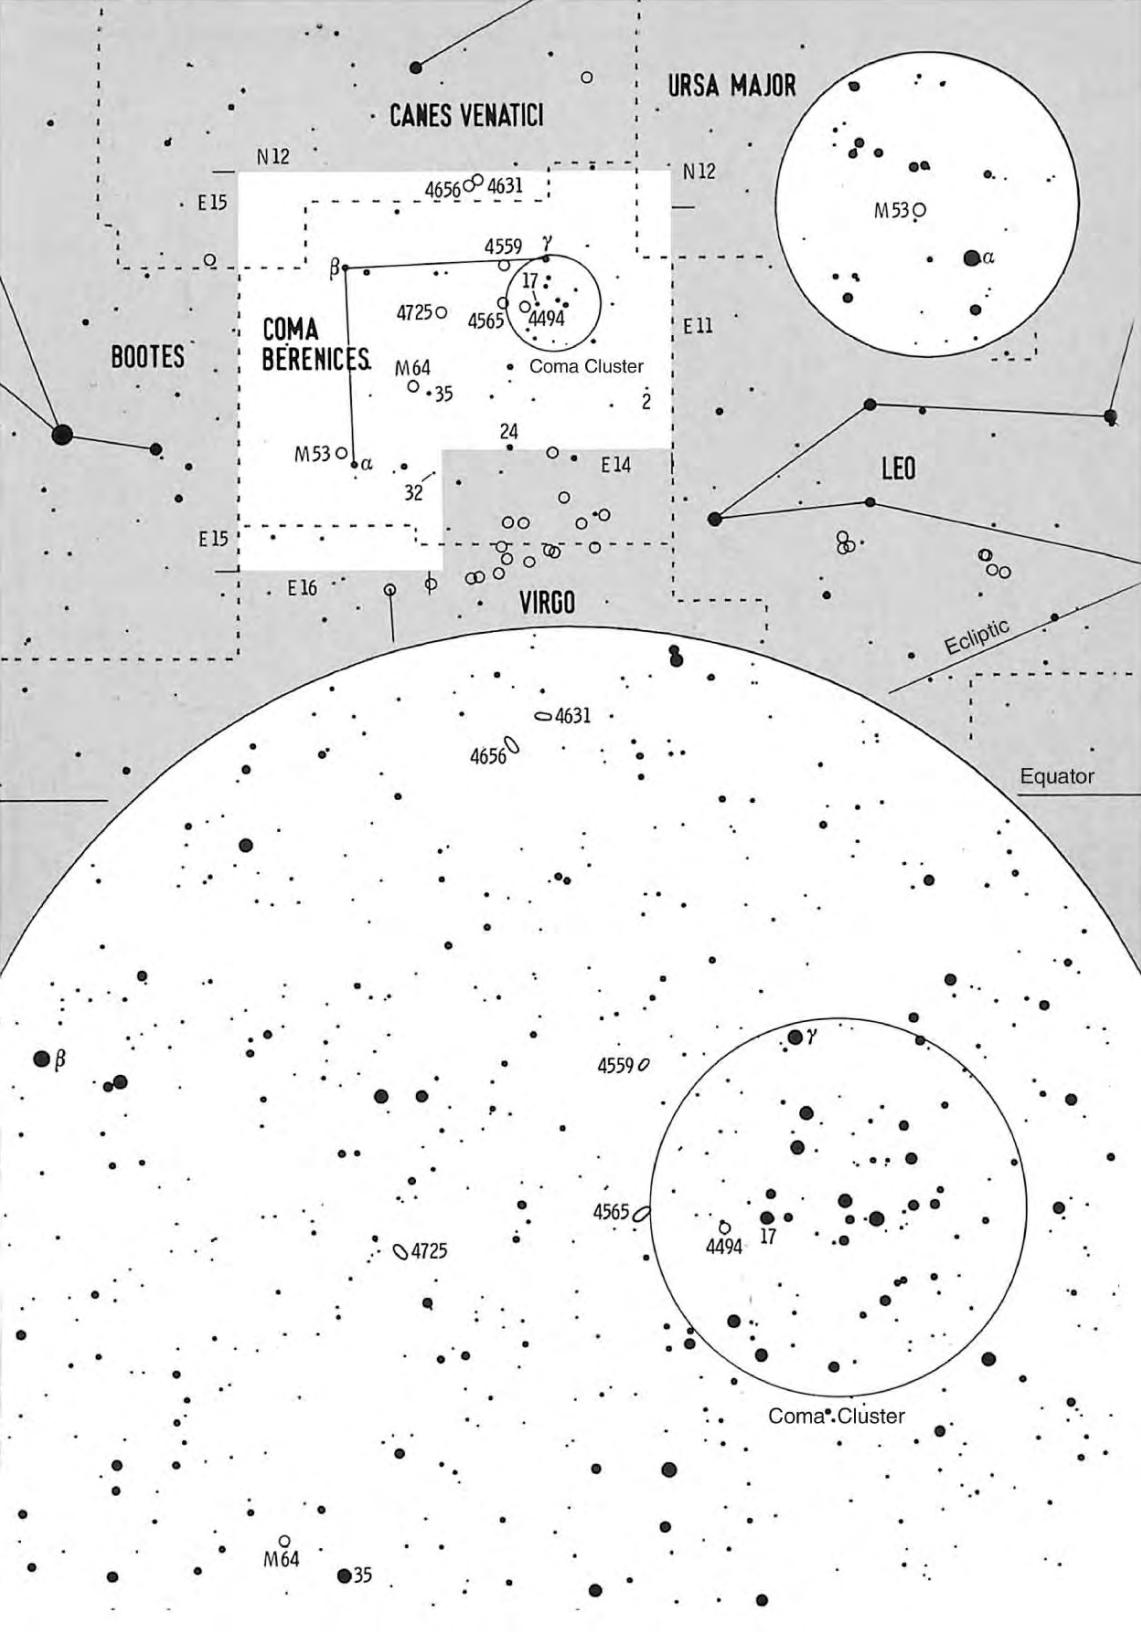 URSA MAJOR
CANES VENATICI
N12
N12
E15
4656 4631
M53
4559 γ
β
α
17
4725
4565 4494
COMA
BERENICES
E11
BOOTES
Coma Cluster
M64
35
2
24
M53
α
E14
LEO
32
E15
E16
VIRGO
Ecliptic
4631
4656
Equator
γ
β
4559
4565
4494
17
4725
Coma Cluster
M64
35